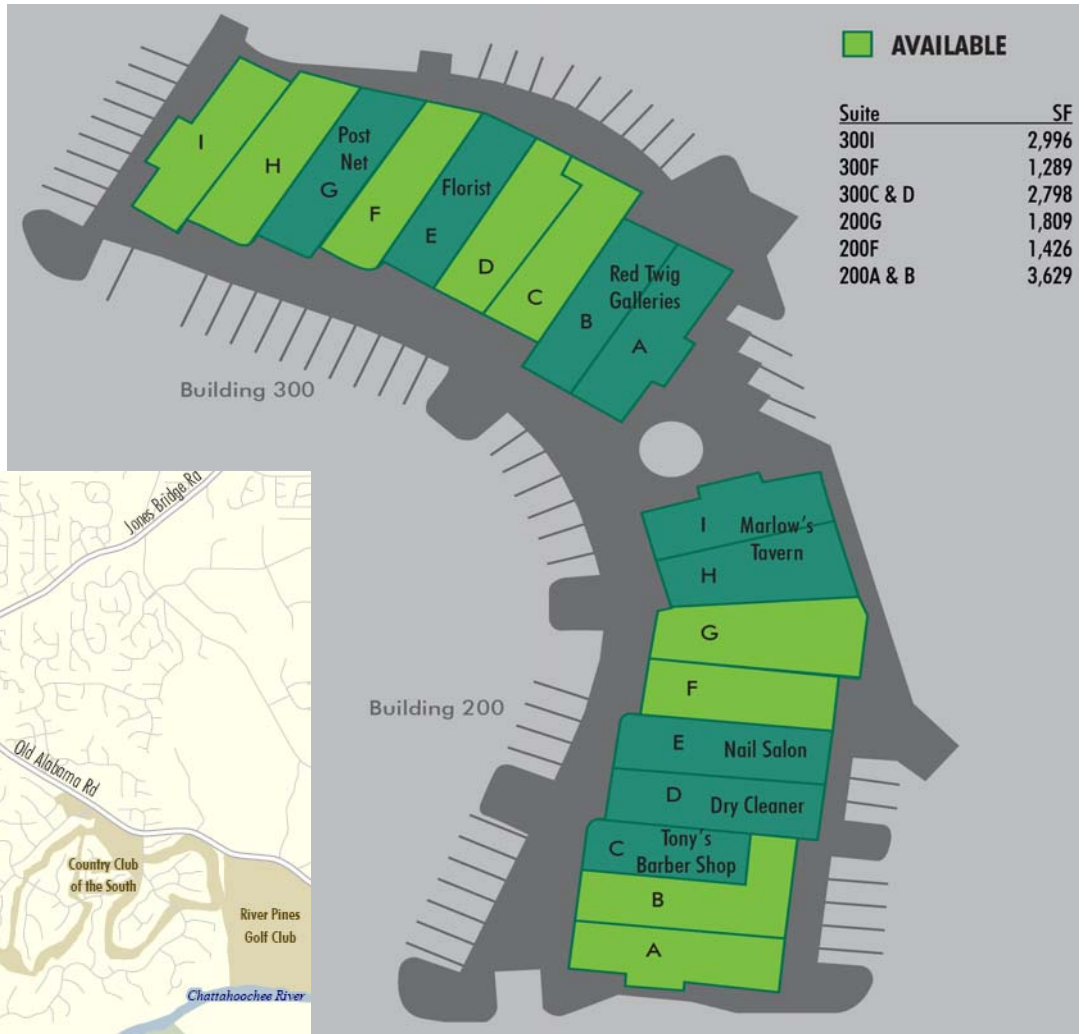 AVAILABLE
Suite SF
300I 2,996
300F 1,289
300C & D 2,798
200G 1,809
200F 1,426
200A & B 3,629
I
H
Post
Net
G
F
Florist
E
D
C
Red Twig
Galleries
B
A
Building 300
I
Marlow's
Tavern
H
G
F
Building 200
E Nail Salon
D Dry Cleaner
C Tony's
Barber Shop
B
A
Jones Bridge Rd
Old Alabama Rd
Country Club
of the South
River Pines
Golf Club
Chattahoochee River